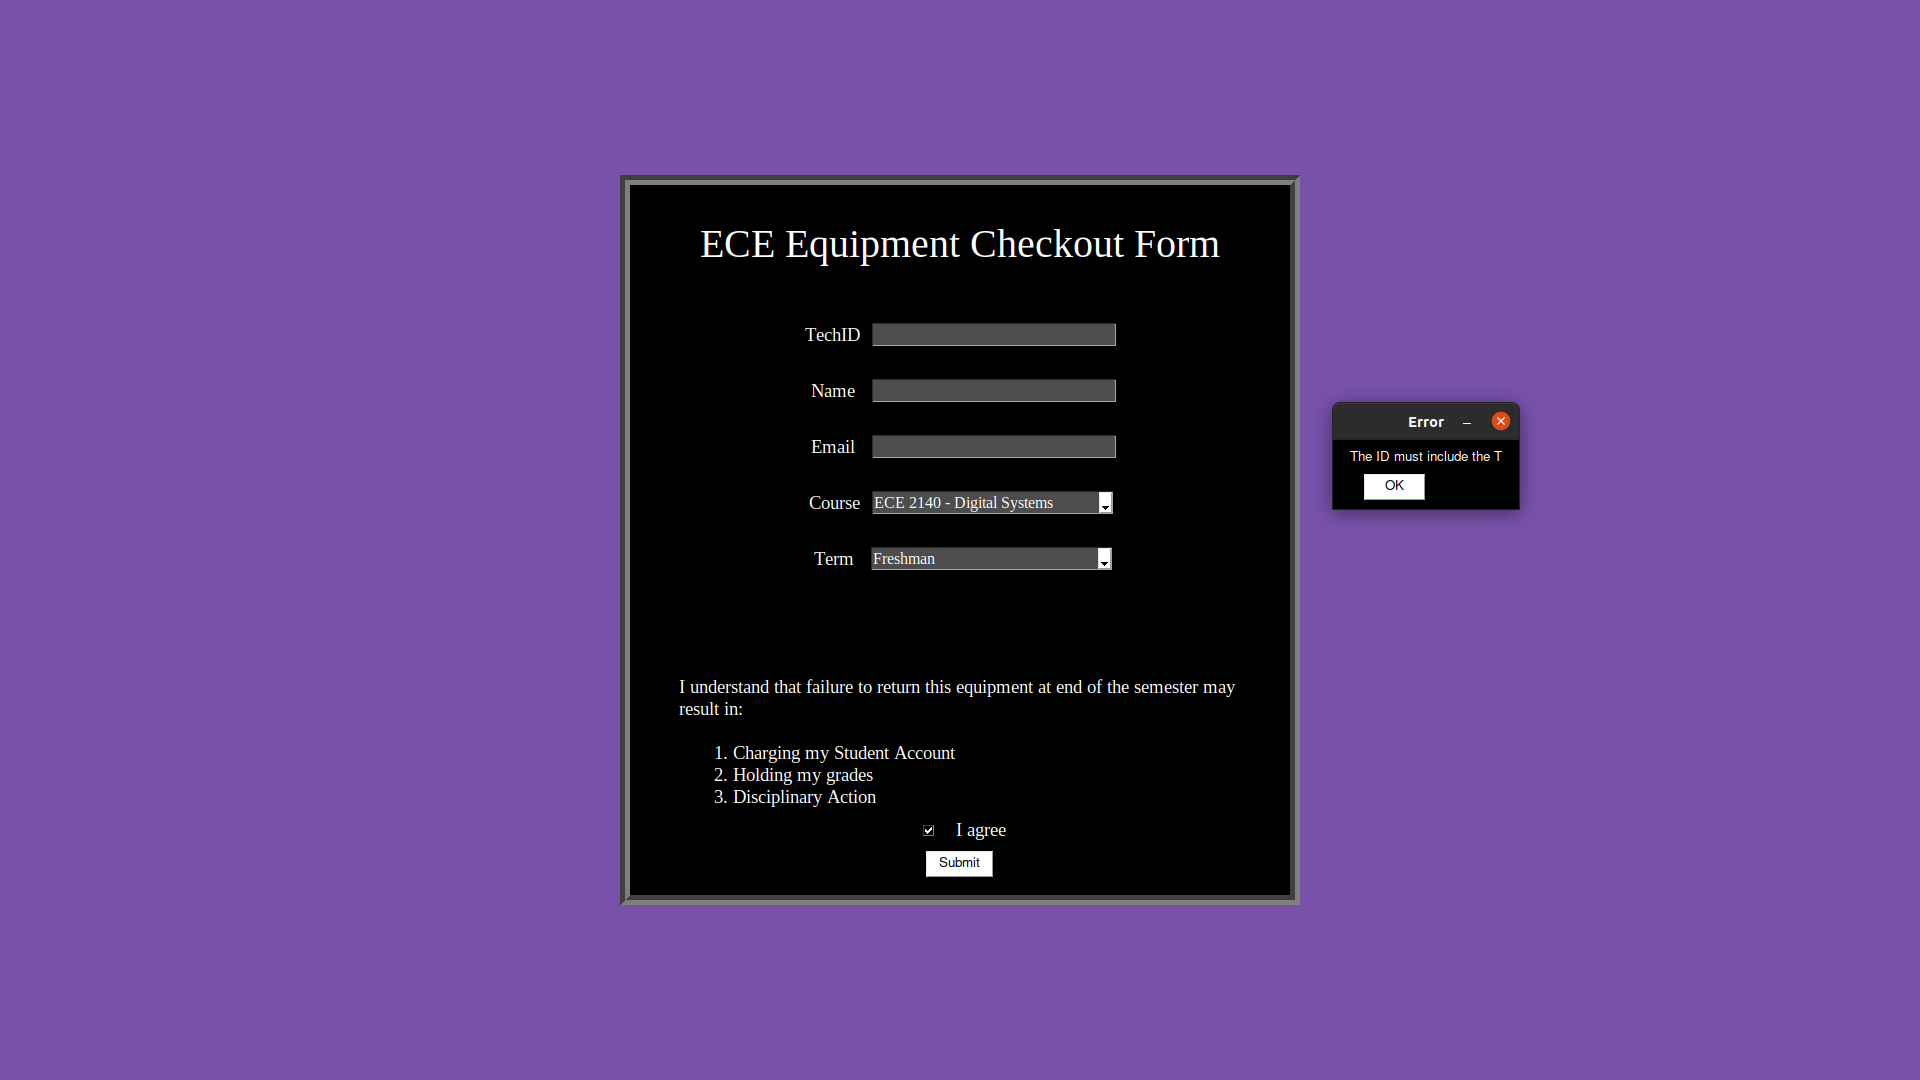 ECE Equipment Checkout Form
TechID
Name
Email
Course ECE 2140 - Digital Systems
Term Freshman
I understand that failure to return this equipment at end of the semester may
result in:
1. Charging my Student Account
2. Holding my grades
3. Disciplinary Action
I agree
Submit
Error
The ID must include the T
OK